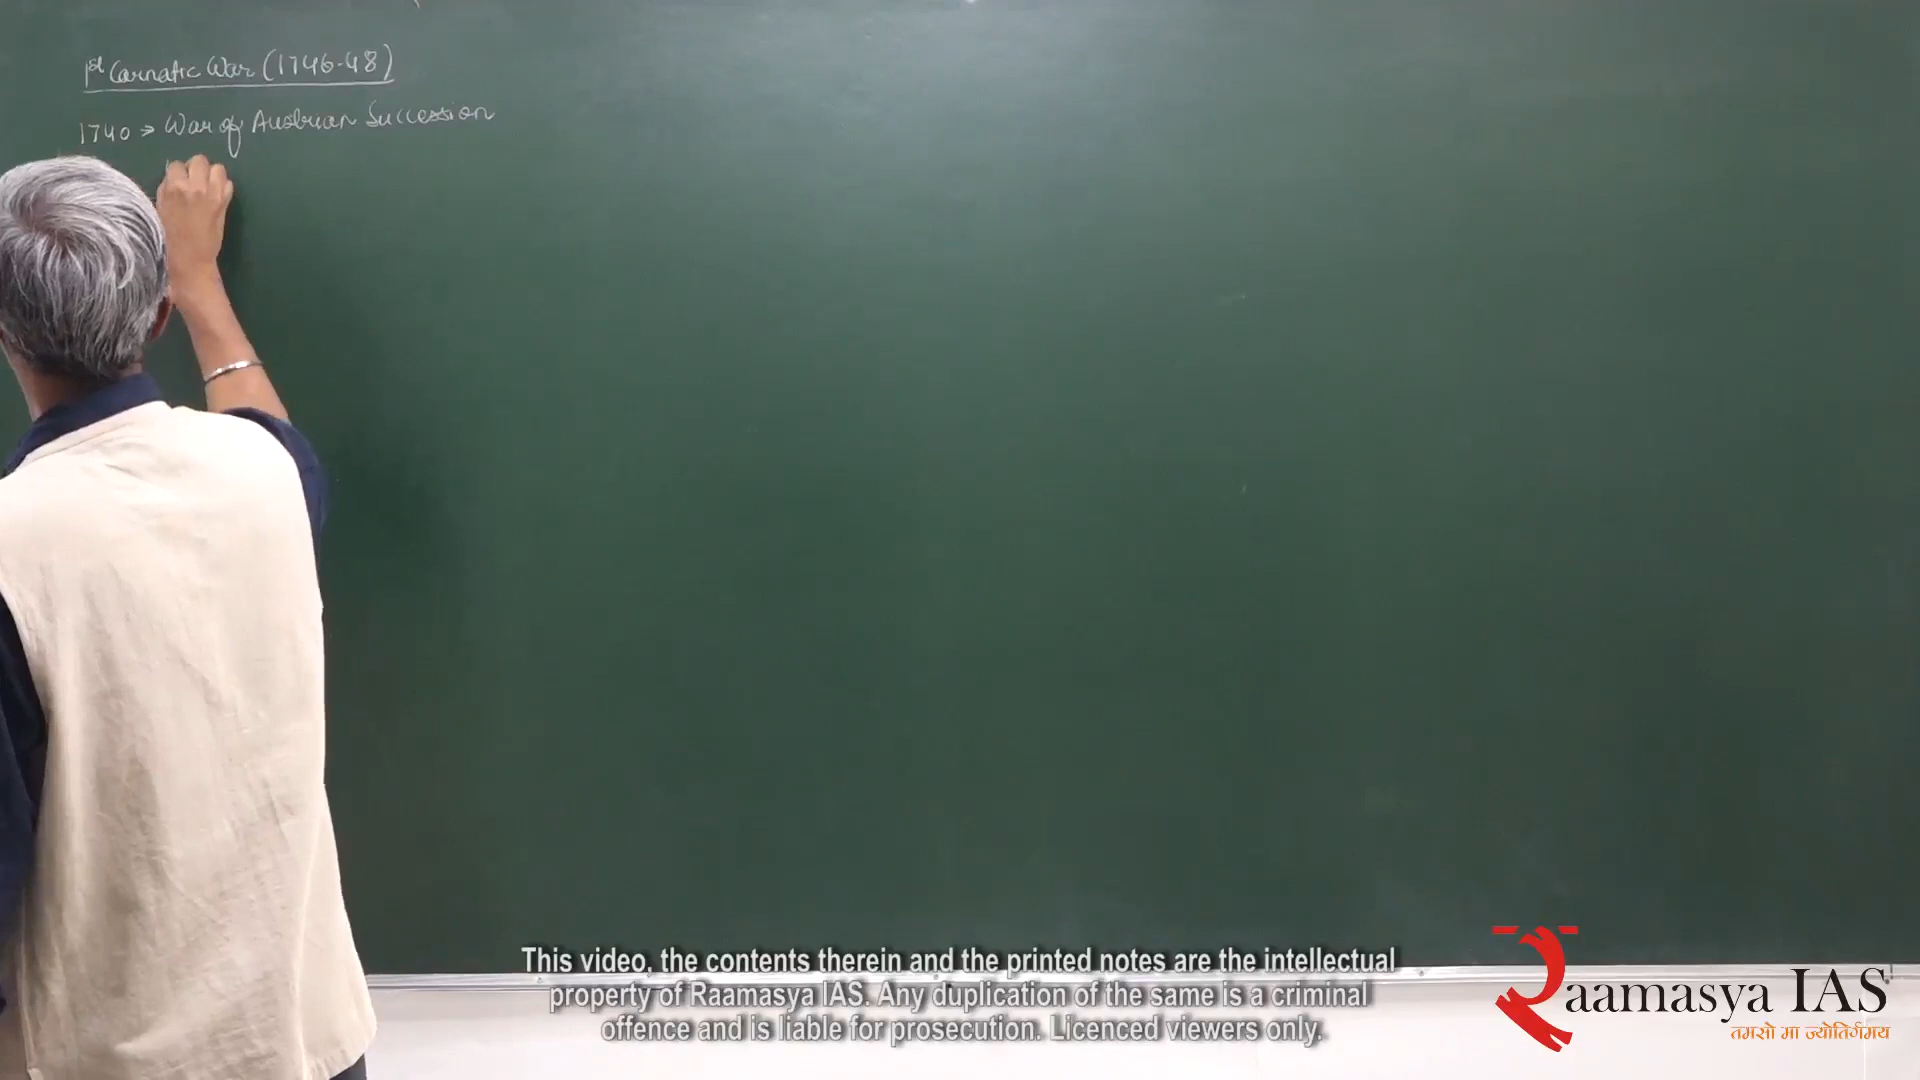 1st Carnatic War (1746-48)
1740 → War of Austrian Succession
This video, the contents therein and the printed notes are the intellectual
property of Raamasya IAS. Any duplication of the same is a criminal
offence and is liable for prosecution. Licenced viewers only.
Raamasya IAS
तमसो मा ज्योतिर्गमय